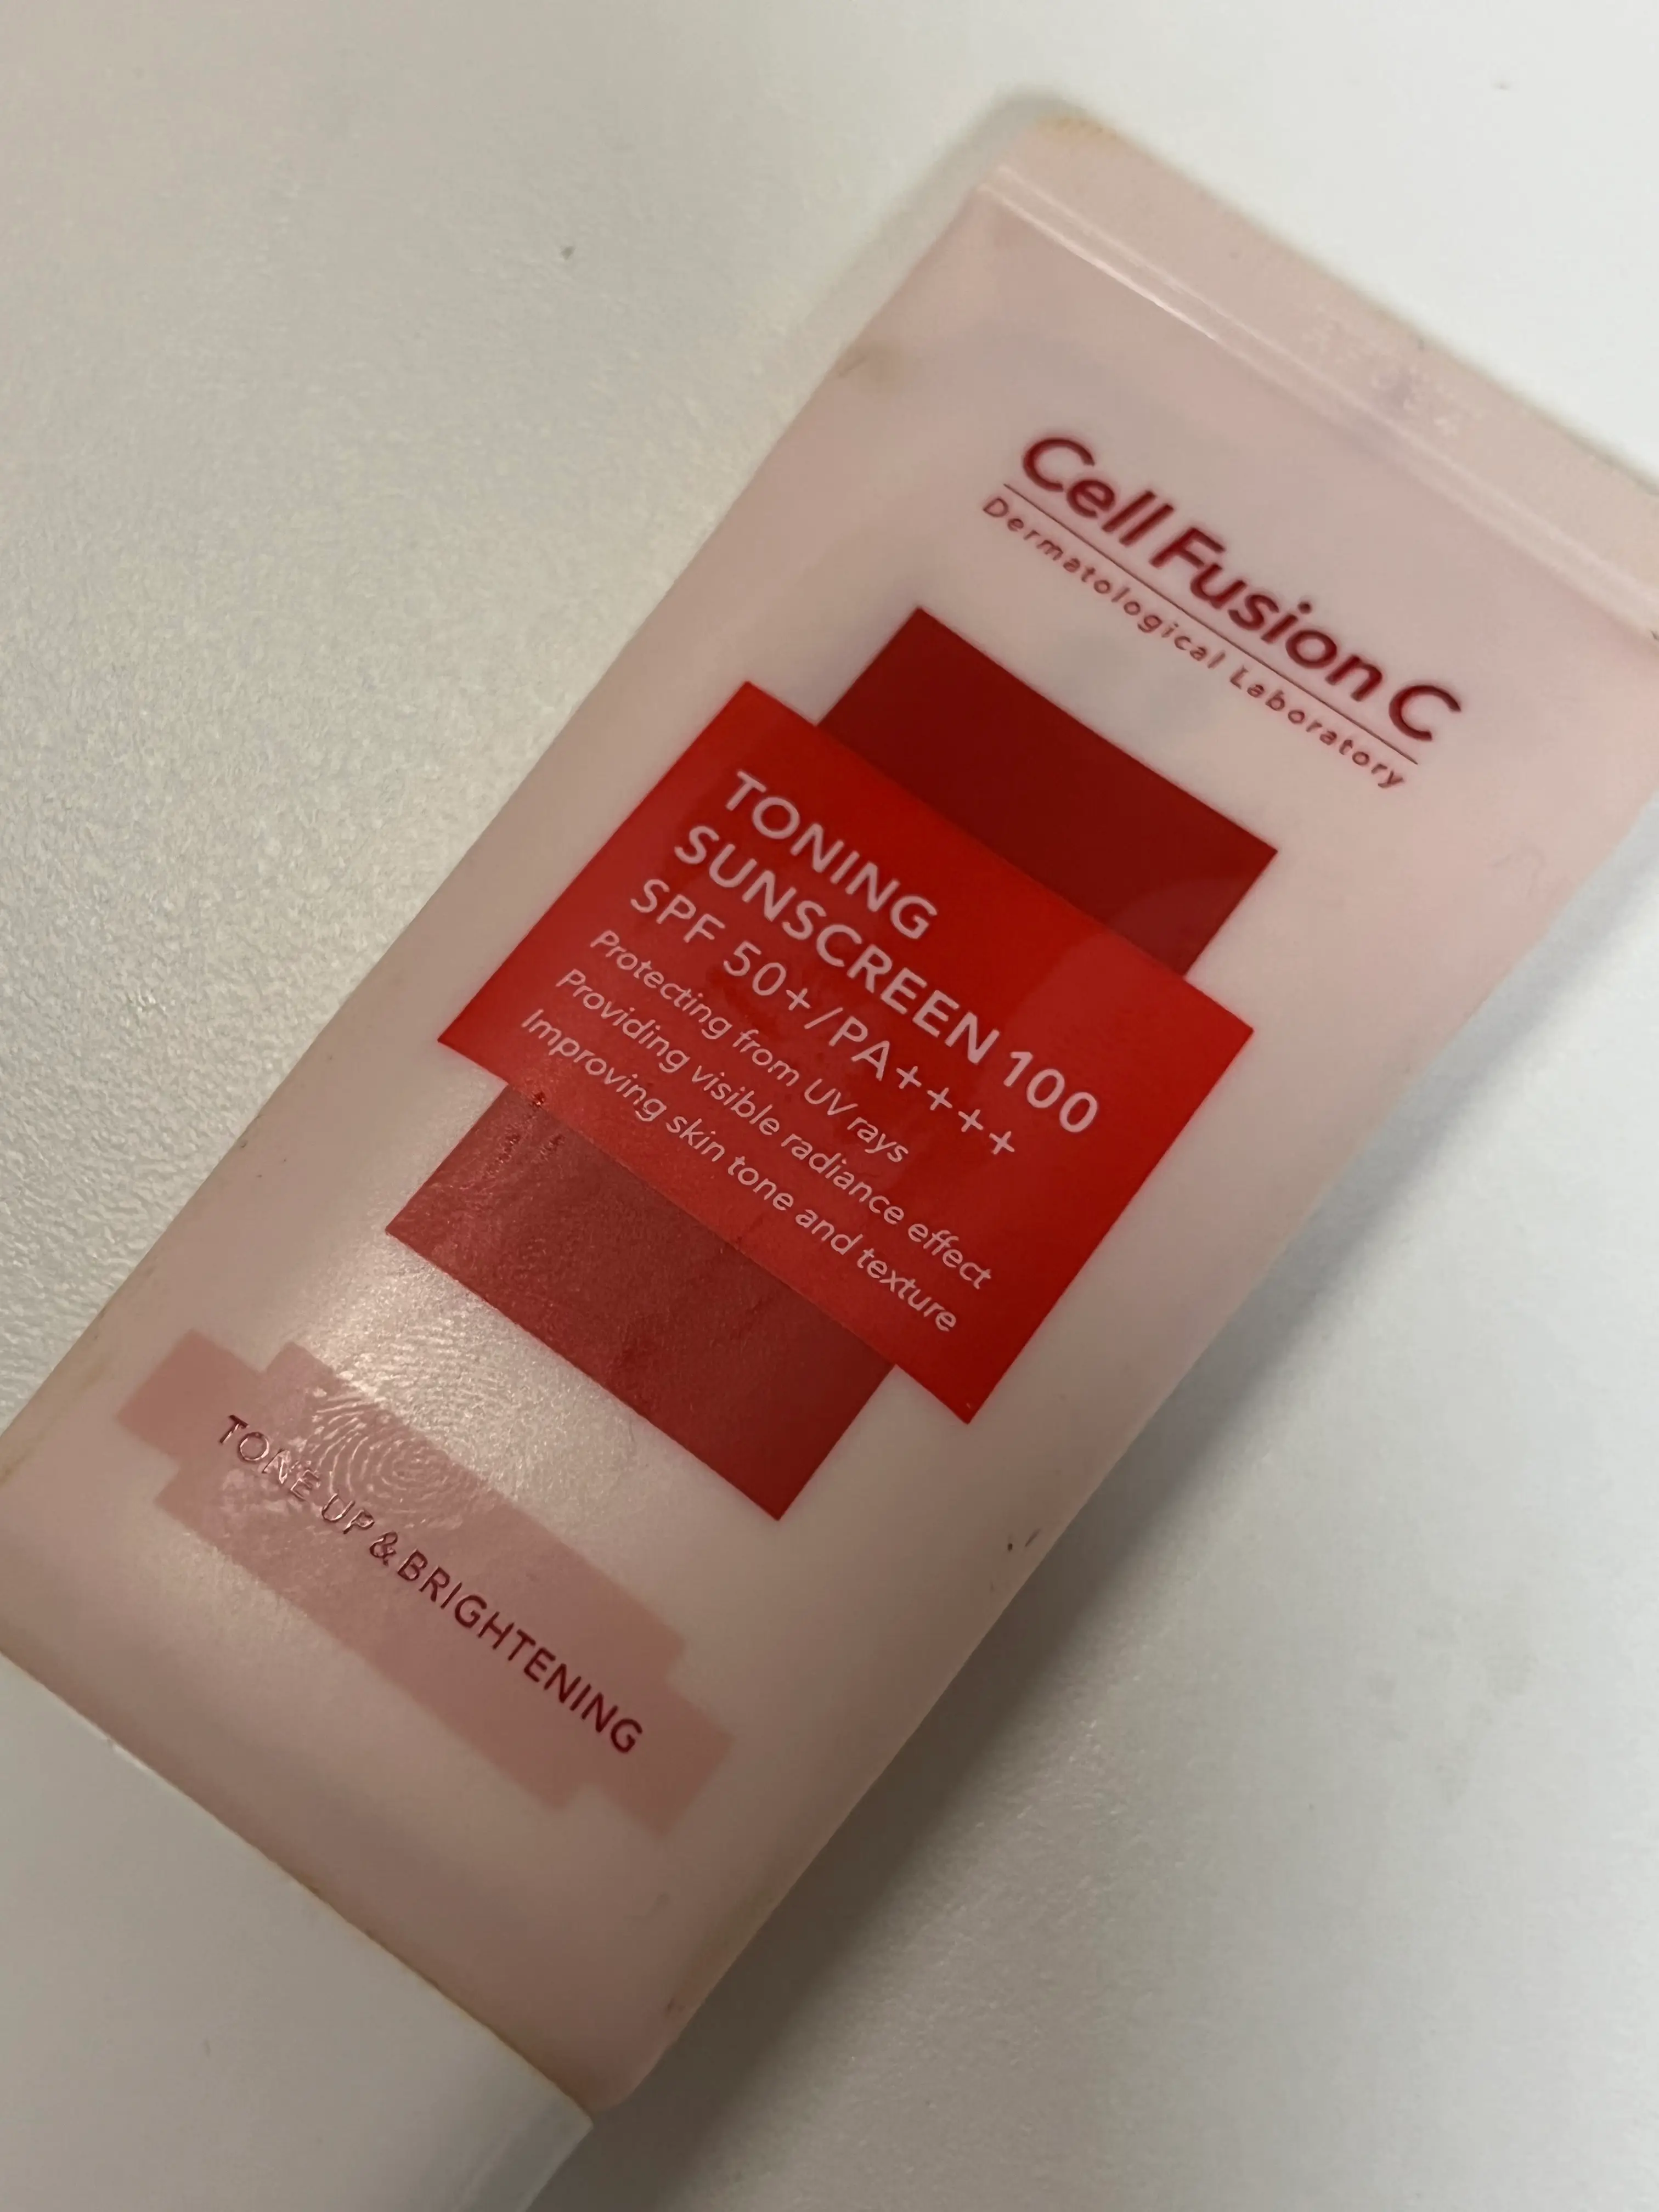 Cell Fusion C
Dermatological Laboratory
TONING
SUNSCREEN 100
SPF 50+/PA++++
Protecting from UV rays
Providing visible radiance effect
Improving skin tone and texture
TONE UP & BRIGHTENING